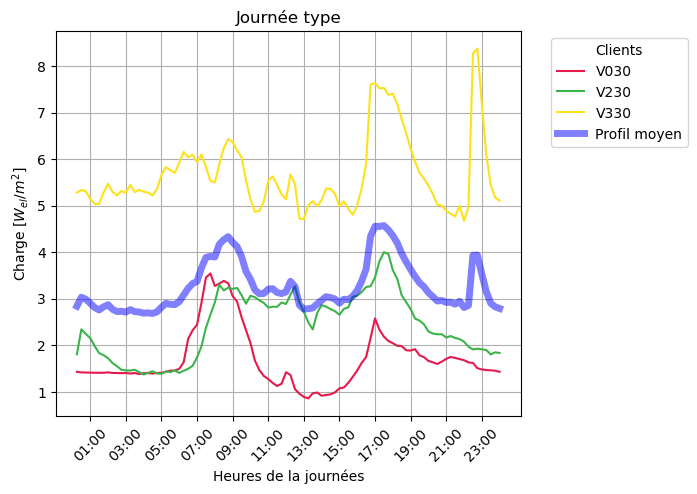 Journée type
Charge [$W_{el}/m^2$]
8
7
6
5
4
3
2
1
01:00 03:00 05:00 07:00 09:00 11:00 13:00 15:00 17:00 19:00 21:00 23:00
Heures de la journées
Clients
V030
V230
V330
Profil moyen